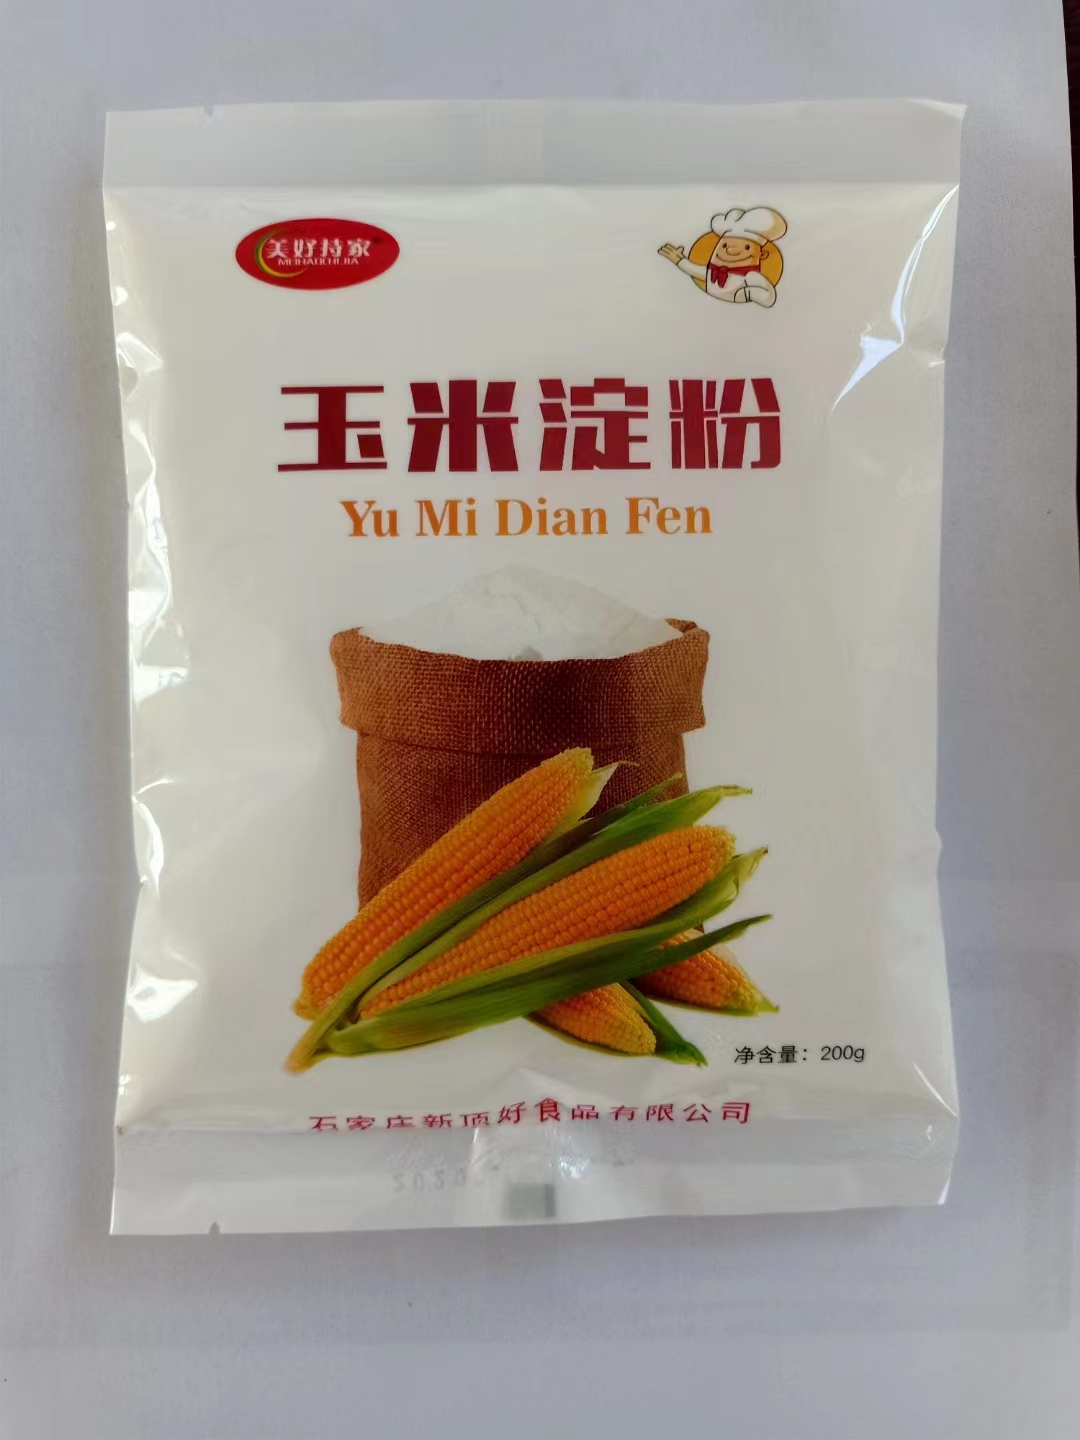 美好持家
MEIHAOCHIJIA
玉米淀粉
Yu Mi Dian Fen
净含量：200g
石家庄新顶好食品有限公司